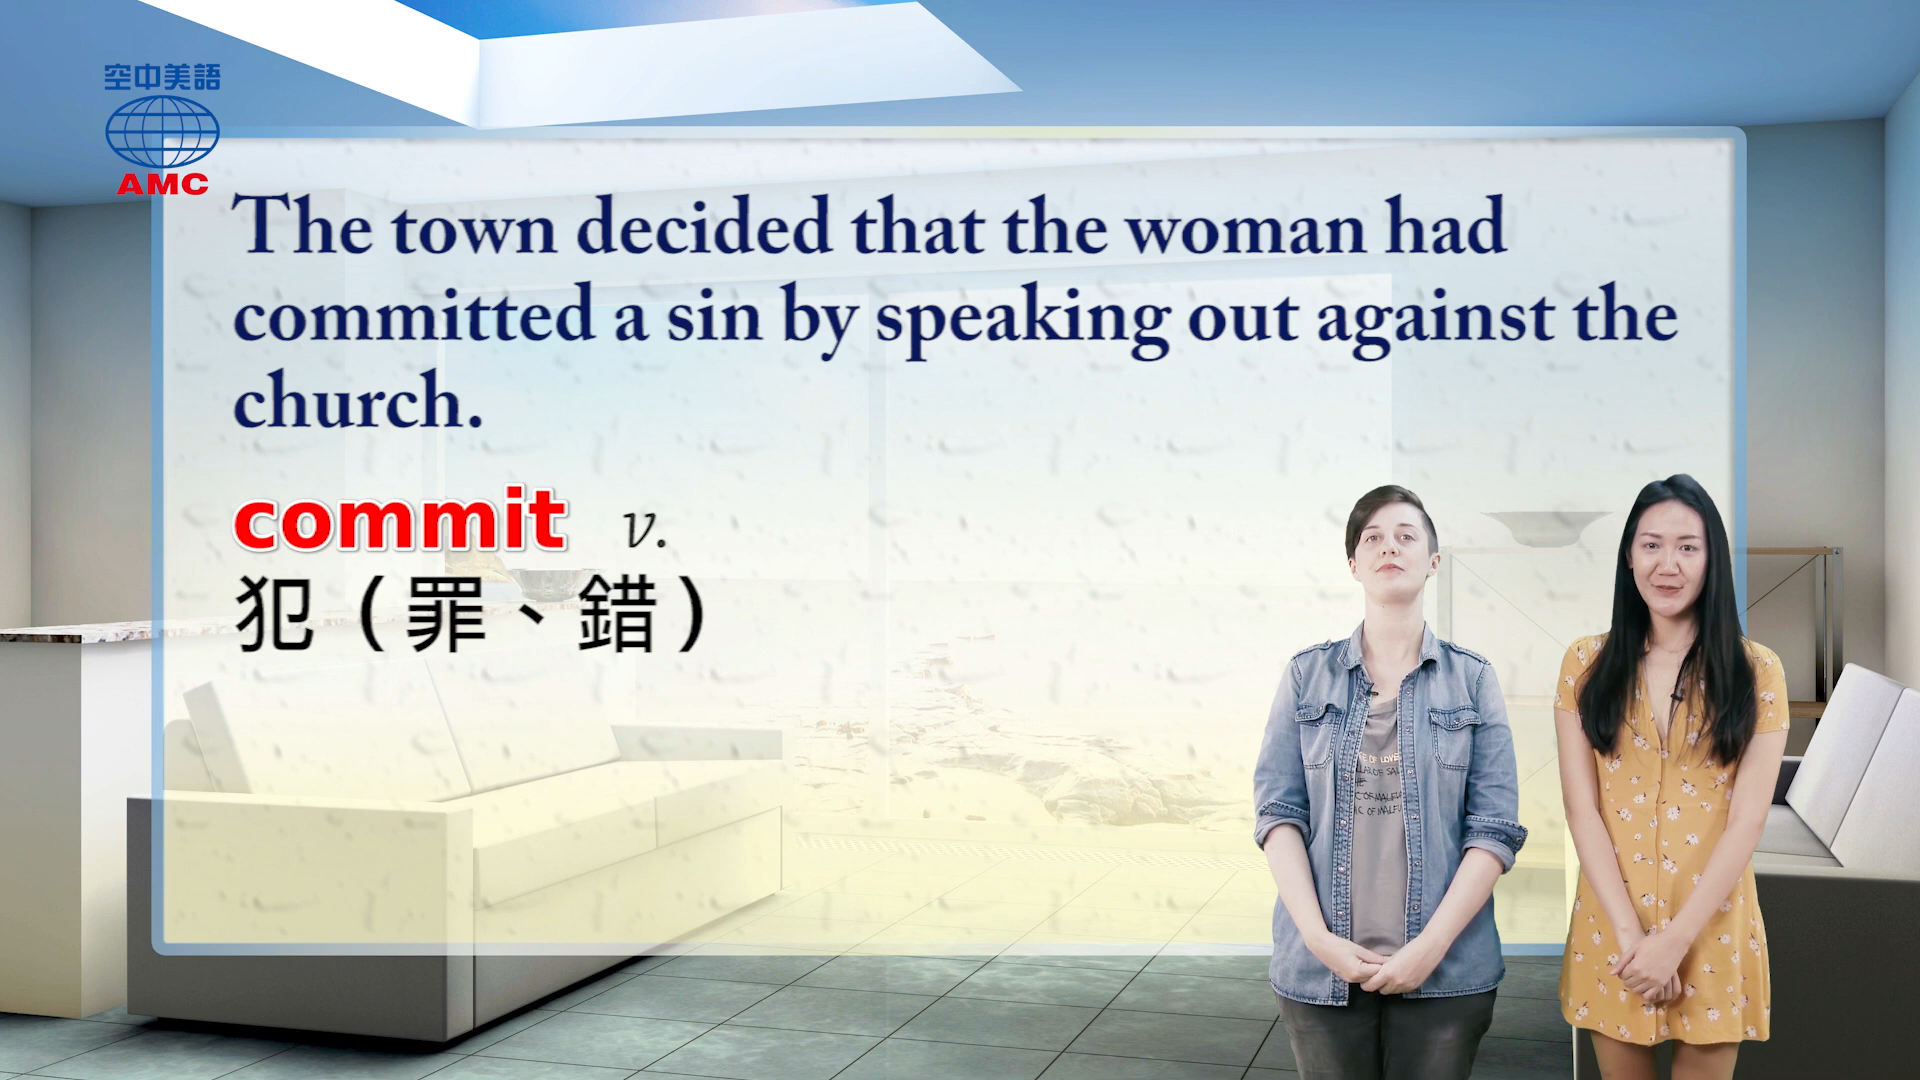 空中美語
AMC
The town decided that the woman had
committed a sin by speaking out against the
church.
commit v.
犯（罪、錯）